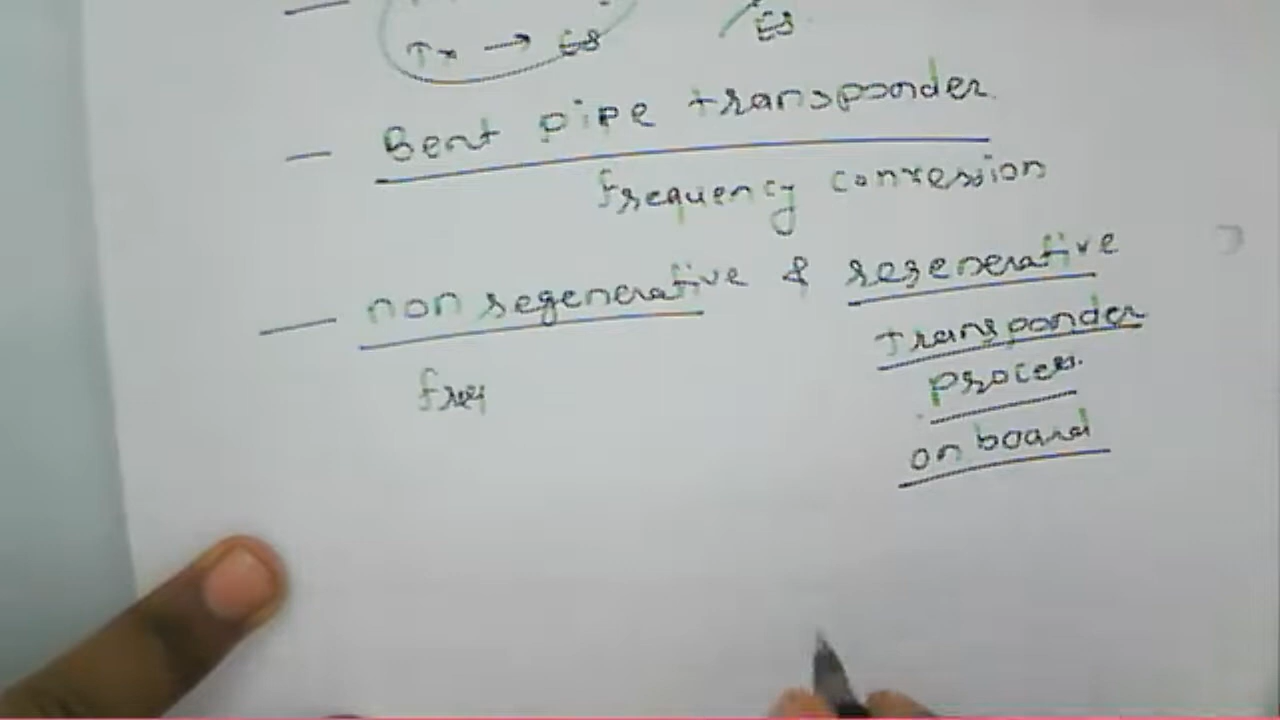 Tx → ES
ES
— Bent pipe transponder
frequency conversion
— non regenerative & regenerative
transponder
process.
on board
freq